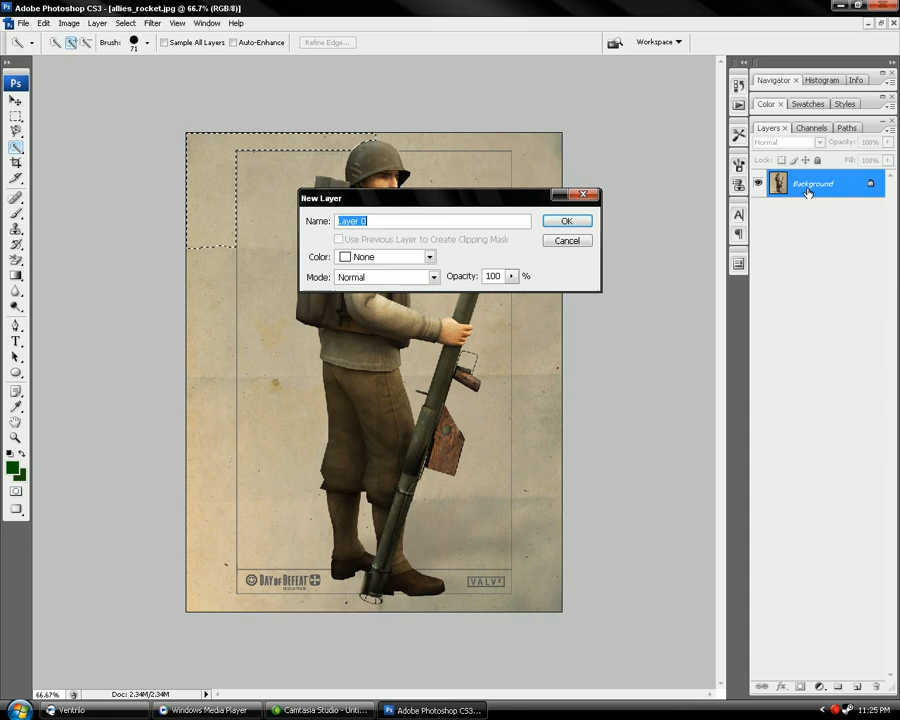 Adobe Photoshop CS3 - [allies_rocket.jpg @ 66.7% (RGB/8)]
File Edit Image Layer Select Filter View Window Help
Brush: 71 Sample All Layers Auto-Enhance Refine Edge... Workspace
Ps
Navigator × Histogram Info
Color × Swatches Styles
Layers × Channels Paths
Normal Opacity: 100%
Lock: Fill: 100%
Background
New Layer
Name: Layer 0 OK
Use Previous Layer to Create Clipping Mask Cancel
Color: None
Mode: Normal Opacity: 100 %
DAY OF DEFEAT
VALVE
66.67% Doc: 2.34M/2.34M
Ventrilo Windows Media Player Camtasia Studio - Unti... Adobe Photoshop CS3... 11:25 PM